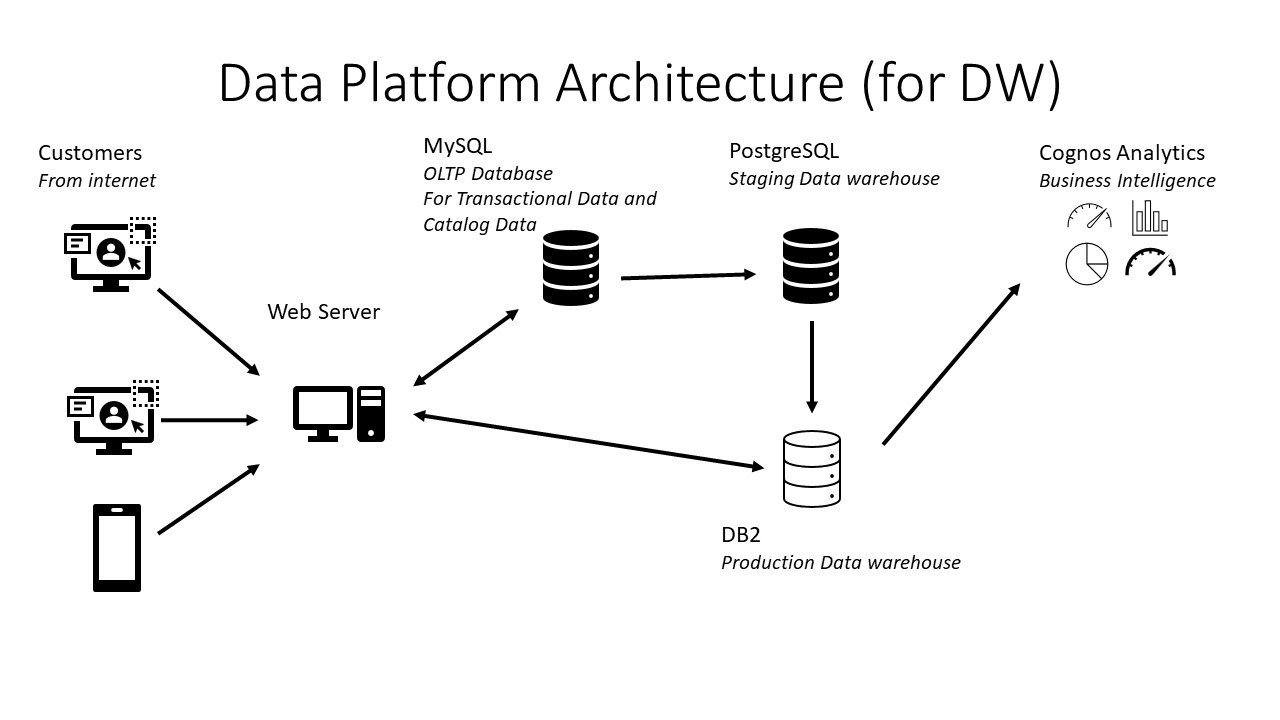 Data Platform Architecture (for DW)
Customers
From internet
MySQL
OLTP Database
For Transactional Data and
Catalog Data
PostgreSQL
Staging Data warehouse
Cognos Analytics
Business Intelligence
Web Server
DB2
Production Data warehouse